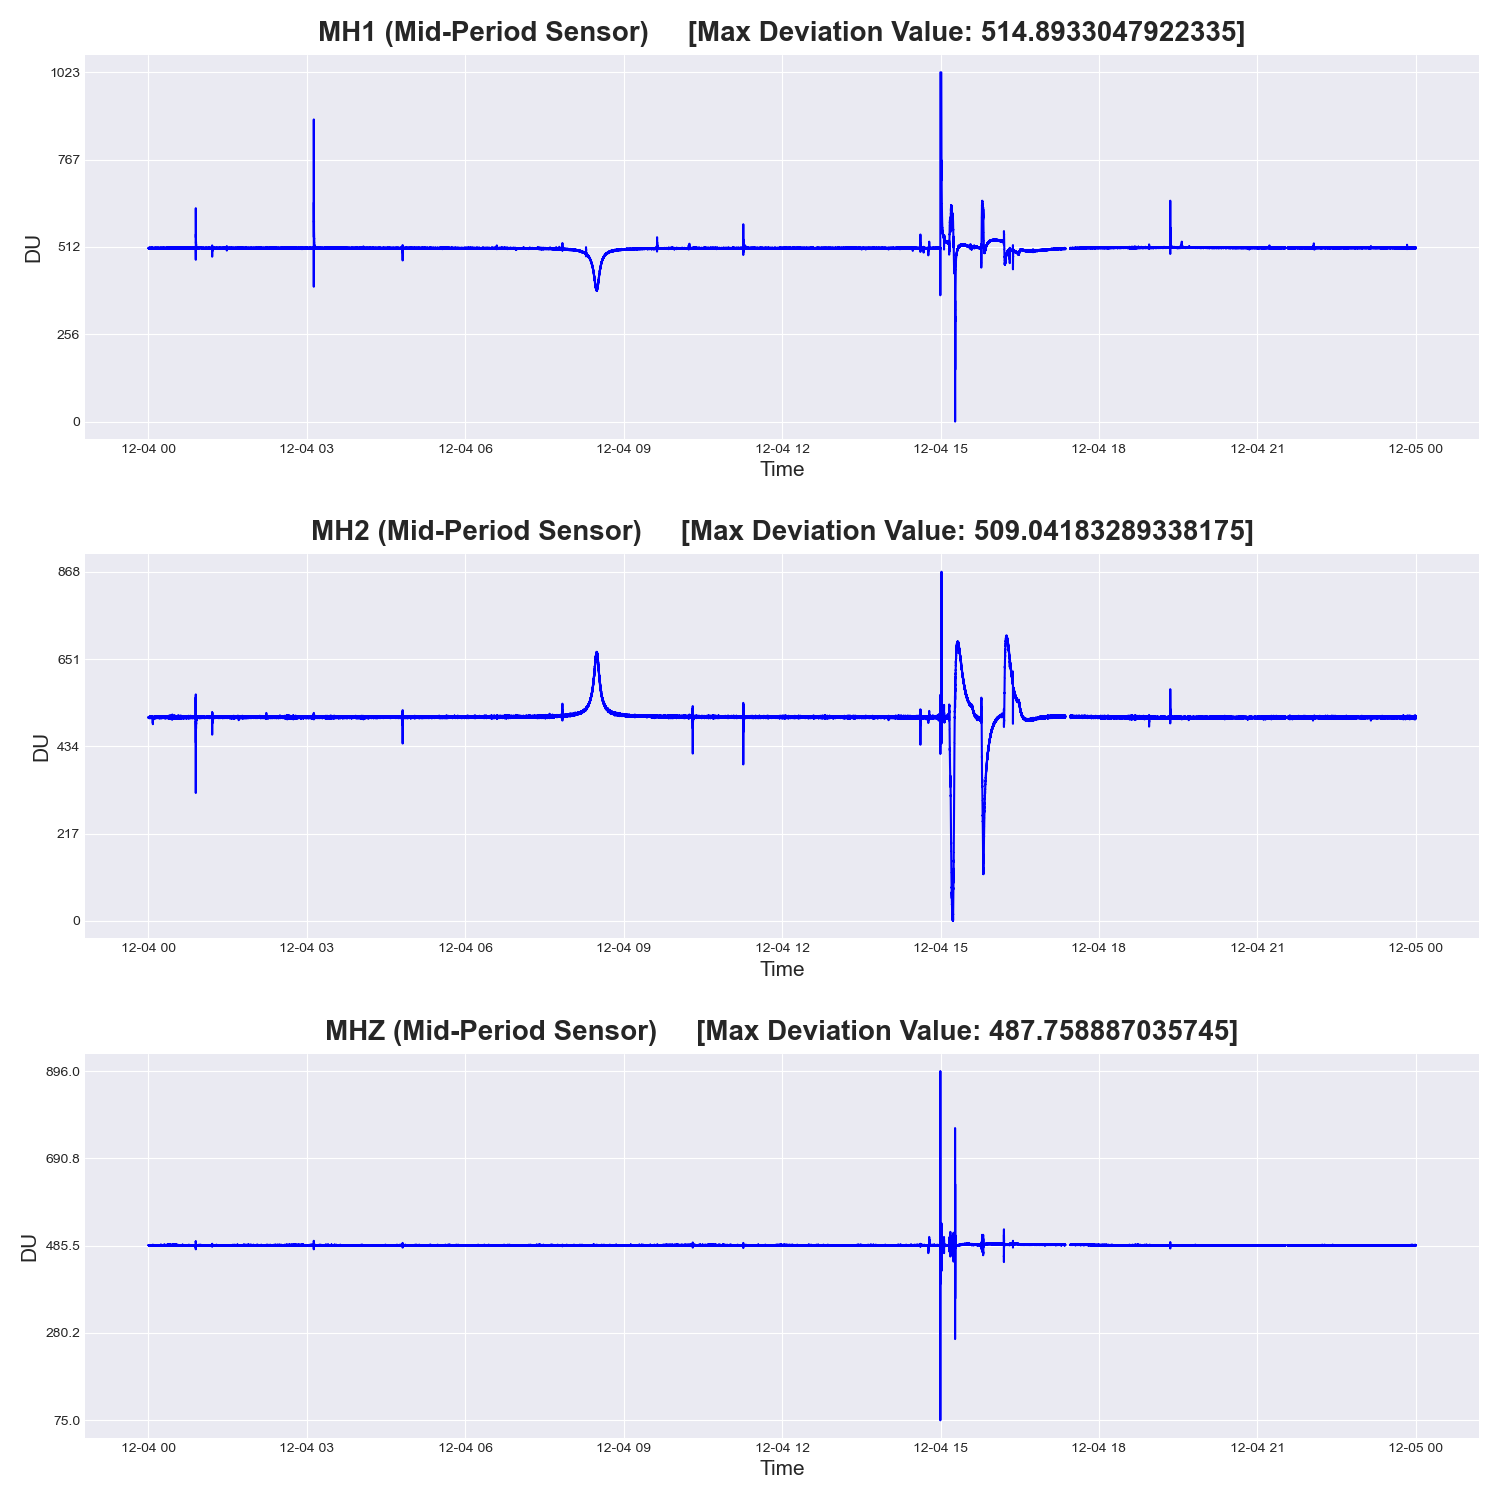 MH1 (Mid-Period Sensor) [Max Deviation Value: 514.8933047922335]
1023
767
512
256
0
DU
12-04 00 12-04 03 12-04 06 12-04 09 12-04 12 12-04 15 12-04 18 12-04 21 12-05 00
Time
MH2 (Mid-Period Sensor) [Max Deviation Value: 509.04183289338175]
868
651
434
217
0
DU
12-04 00 12-04 03 12-04 06 12-04 09 12-04 12 12-04 15 12-04 18 12-04 21 12-05 00
Time
MHZ (Mid-Period Sensor) [Max Deviation Value: 487.758887035745]
896.0
690.8
485.5
280.2
75.0
DU
12-04 00 12-04 03 12-04 06 12-04 09 12-04 12 12-04 15 12-04 18 12-04 21 12-05 00
Time